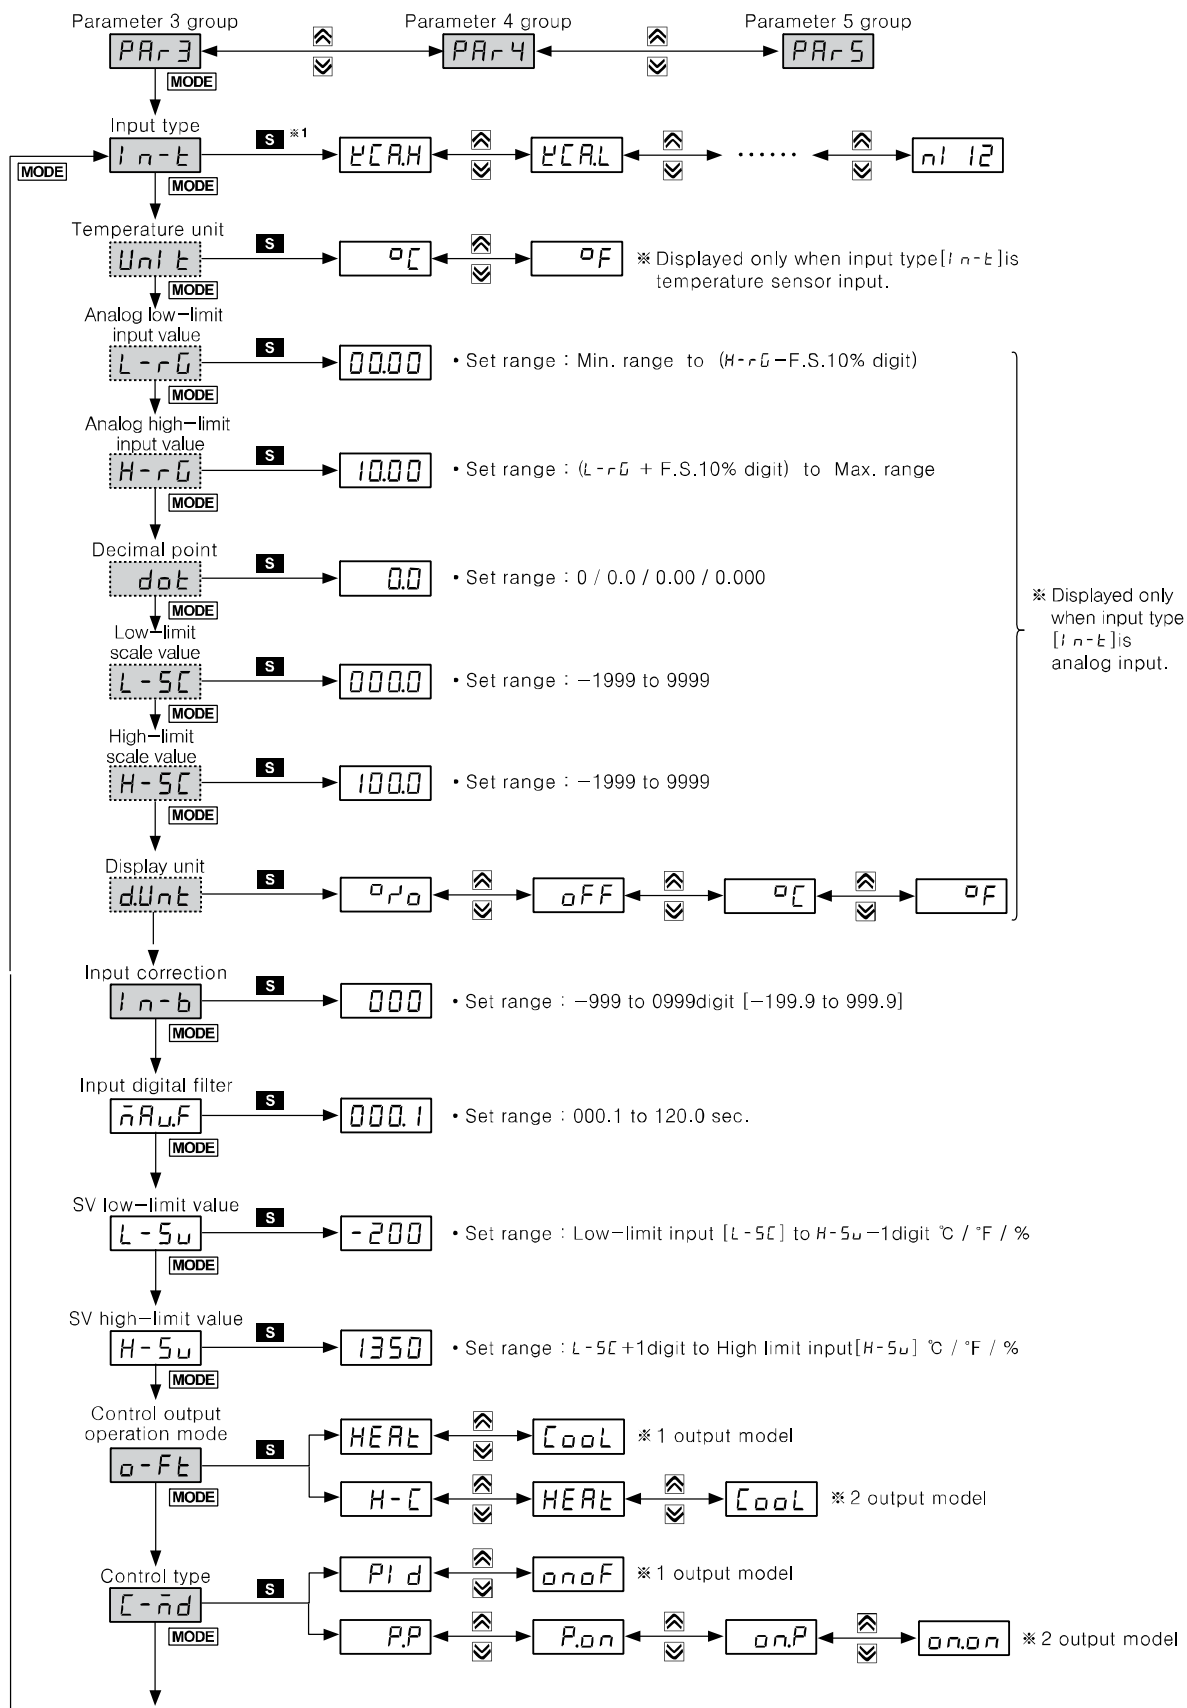 Parameter 3 group Parameter 4 group Parameter 5 group
PAr3 PAr4 PAr5
MODE
Input type
In-t S ※1 KCA.H KCA.L ······ nI 12
MODE
MODE
Temperature unit
UnIt S °C °F ※ Displayed only when input type[In-t]is
temperature sensor input.
MODE
Analog low-limit
input value
L-rG S 00.00 • Set range : Min. range to (H-rG-F.S.10% digit)
MODE
Analog high-limit
input value
H-rG S 10.00 • Set range : (L-rG + F.S.10% digit) to Max. range
MODE
Decimal point
dot S 0.0 • Set range : 0 / 0.0 / 0.00 / 0.000
MODE
※ Displayed only
when input type
[In-t]is
analog input.
Low-limit
scale value
L-SC S 000.0 • Set range : -1999 to 9999
MODE
High-limit
scale value
H-SC S 100.0 • Set range : -1999 to 9999
MODE
Display unit
d.Unt S o/o oFF °C °F
Input correction
In-b S 000 • Set range : -999 to 0999digit [-199.9 to 999.9]
MODE
Input digital filter
mAv.F S 000.1 • Set range : 000.1 to 120.0 sec.
MODE
SV low-limit value
L-Sv S -200 • Set range : Low-limit input [L-SC] to H-Sv-1digit ℃ / ℉ / %
MODE
SV high-limit value
H-Sv S 1350 • Set range : L-SC+1digit to High limit input[H-Sv] ℃ / ℉ / %
MODE
Control output
operation mode
o-Ft S HEAt CooL ※1 output model
H-C HEAt CooL ※2 output model
MODE
Control type
C-md S PId onoF ※1 output model
P.P P.on on.P on.on ※2 output model
MODE